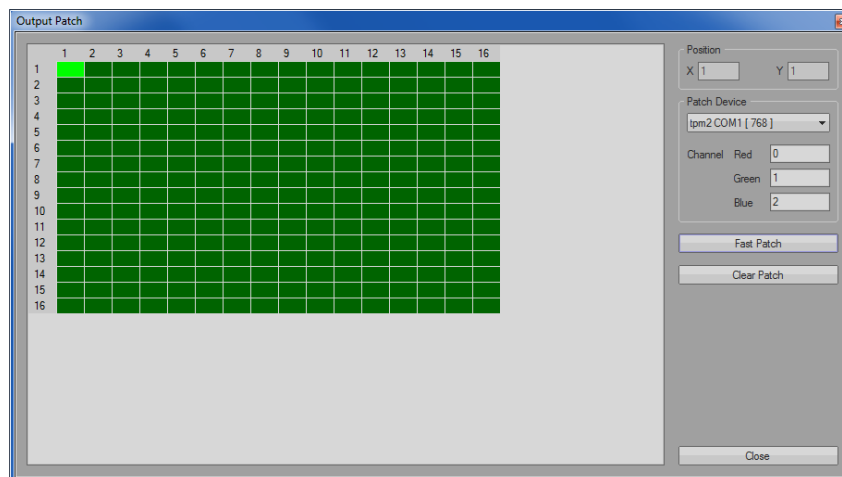 Output Patch
1 2 3 4 5 6 7 8 9 10 11 12 13 14 15 16
1
2
3
4
5
6
7
8
9
10
11
12
13
14
15
16
Position
X 1 Y 1
Patch Device
tpm2 COM1 [ 768 ]
Channel Red 0
Green 1
Blue 2
Fast Patch
Clear Patch
Close